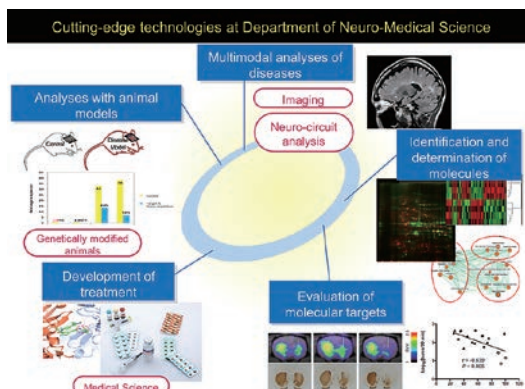 Cutting-edge technologies at Department of Neuro-Medical Science
Multimodal analyses of
diseases
Imaging
Neuro-circuit
analysis
Analyses with animal
models
Control
Disease
Model
Genetically modified
animals
Identification and
determination of
molecules
Development of
treatment
Medical Science
Evaluation of
molecular targets